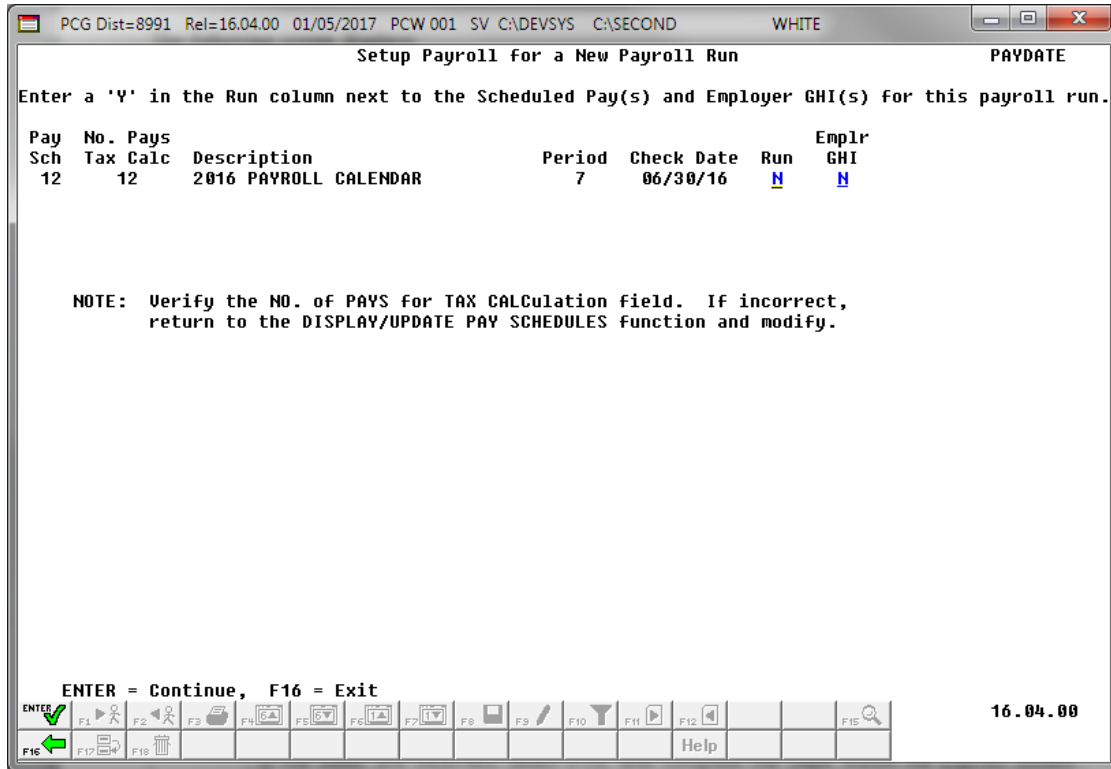 PCG Dist=8991 Rel=16.04.00 01/05/2017 PCW 001 SV C:\DEVSYS C:\SECOND WHITE
Setup Payroll for a New Payroll Run PAYDATE
Enter a 'Y' in the Run column next to the Scheduled Pay(s) and Employer GHI(s) for this payroll run.
Pay No. Pays Emplr
Sch Tax Calc Description Period Check Date Run GHI
12 12 2016 PAYROLL CALENDAR 7 06/30/16 N N
NOTE: Verify the NO. of PAYS for TAX CALCulation field. If incorrect,
return to the DISPLAY/UPDATE PAY SCHEDULES function and modify.
ENTER = Continue, F16 = Exit
ENTER F1 F2 F3 F4 6 F5 6 F6 1 F7 1 F8 F9 F10 F11 F12 F15 16.04.00
F16 F17 F18 Help